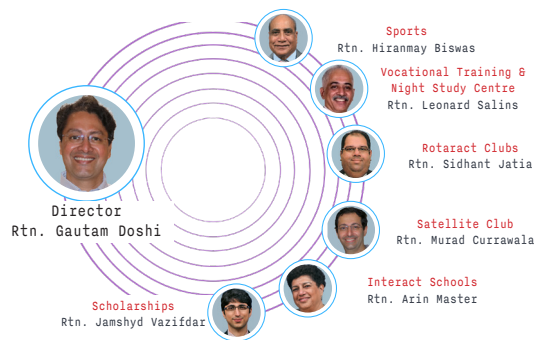 Sports
Rtn. Hiranmay Biswas
Vocational Training &
Night Study Centre
Rtn. Leonard Salins
Rotaract Clubs
Rtn. Sidhant Jatia
Director
Rtn. Gautam Doshi
Satellite Club
Rtn. Murad Currawala
Interact Schools
Rtn. Arin Master
Scholarships
Rtn. Jamshyd Vazifdar